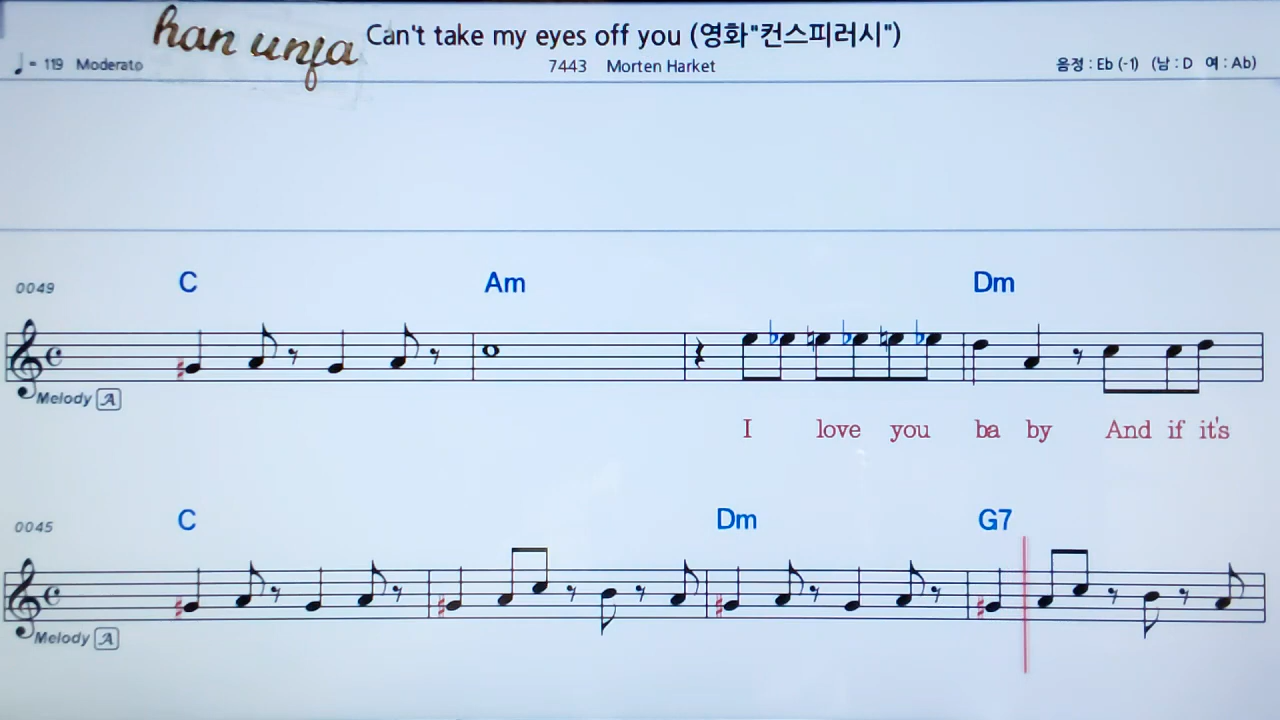 han unfa
Can't take my eyes off you (영화"컨스피러시")
♩= 119 Moderato
7443 Morten Harket
음정 : Eb (-1) (남 : D 여 : Ab)
0049
C Am Dm
Melody A
I love you ba by And if it's
0045
C Dm G7
Melody A